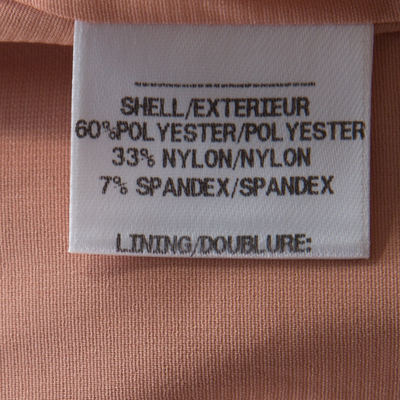 SHELL/EXTERIEUR
60%POLYESTER/POLYESTER
33% NYLON/NYLON
7% SPANDEX/SPANDEX
LINING/DOUBLURE: